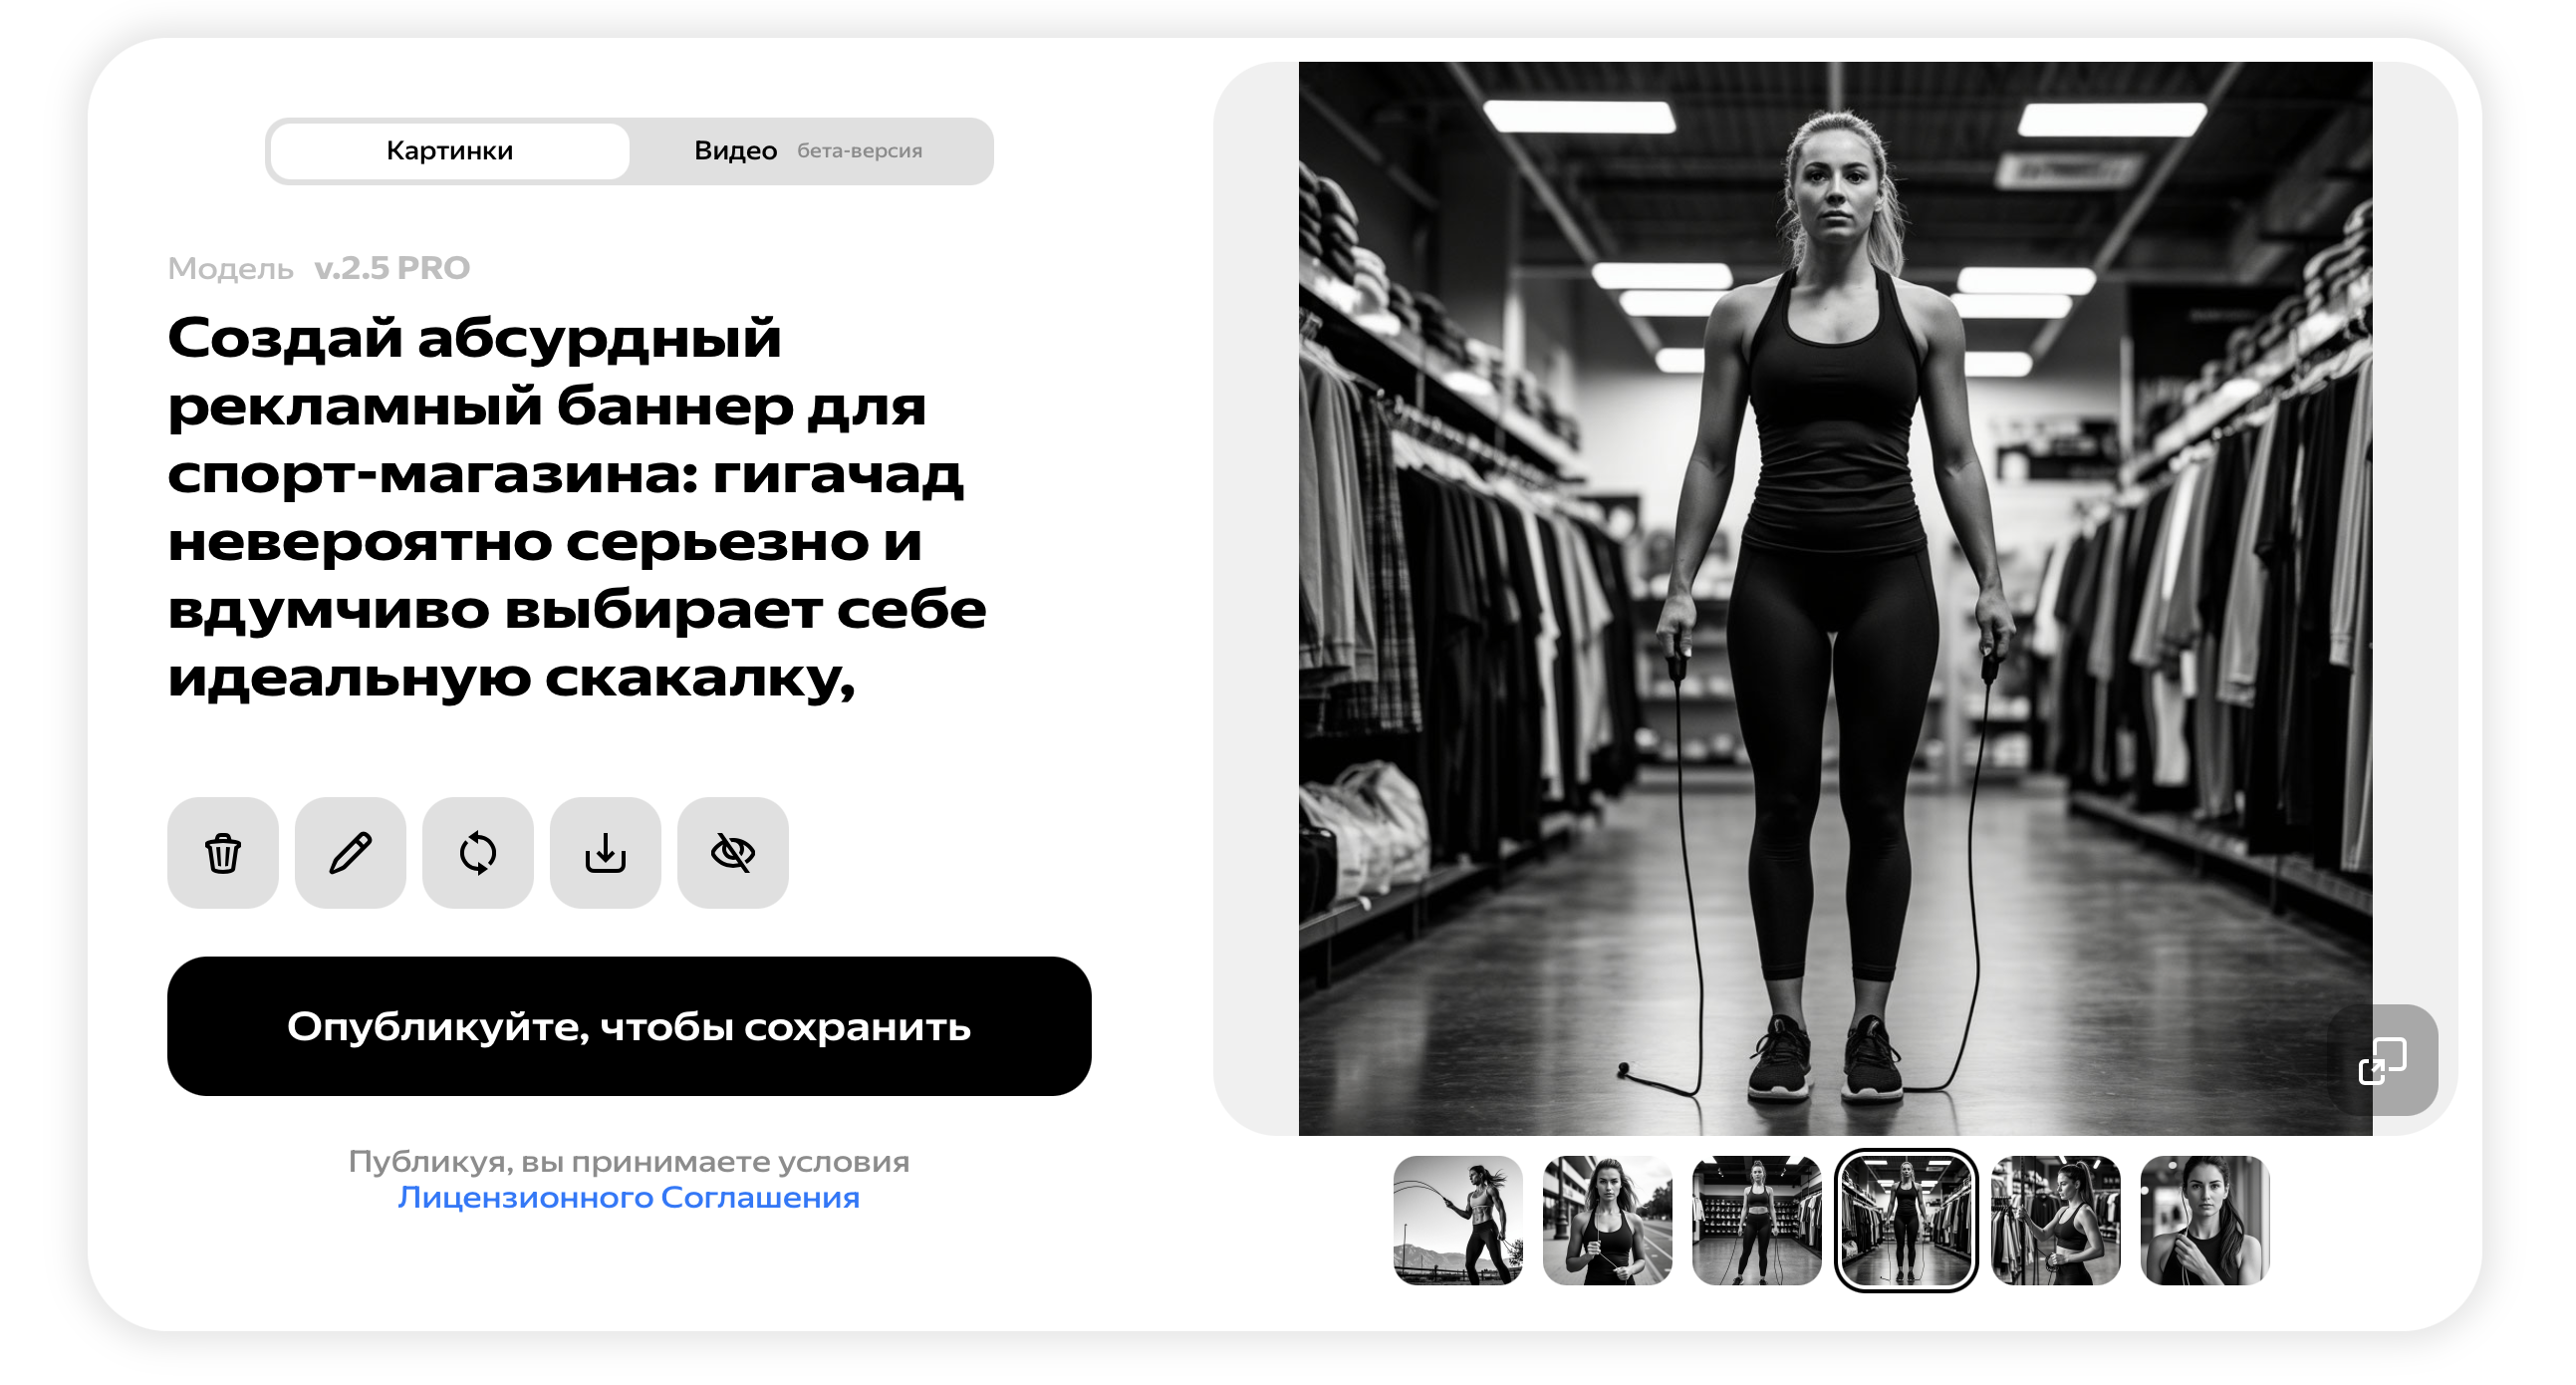 Картинки
Видео бета-версия
Модель v.2.5 PRO
Создай абсурдный
рекламный баннер для
спорт-магазина: гигачад
невероятно серьезно и
вдумчиво выбирает себе
идеальную скакалку,
Опубликуйте, чтобы сохранить
Публикуя, вы принимаете условия
Лицензионного Соглашения